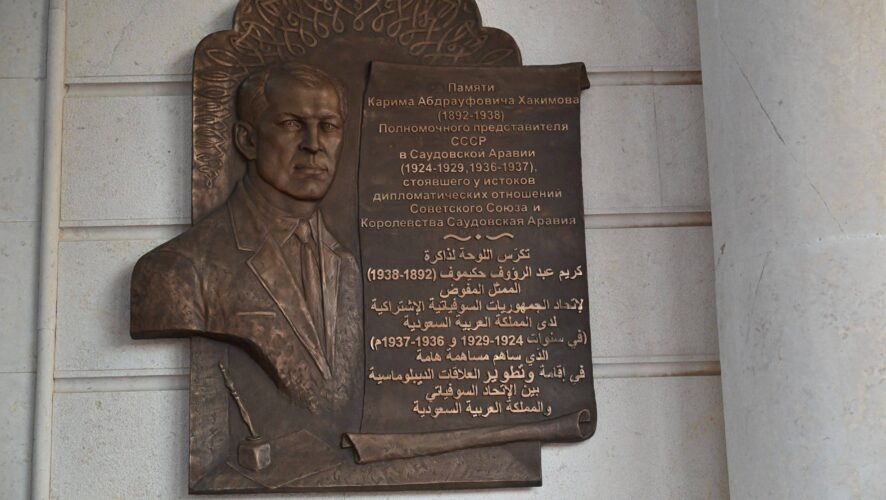 Памяти
Карима Абдрауфовича Хакимова
(1892-1938)
Полномочного представителя
СССР
в Саудовской Аравии
(1924-1929,1936-1937),
стоявшего у истоков
дипломатических отношении
Советского Союза и
Королевства Саудовская Аравия
تكرّس اللوحة لذاكرة
كريم عبد الرؤوف حكيموف (1892-1938)
الممثل المفوض
لإتحاد الجمهوريات السوفياتية الإشتراكية
لدى المملكة العربية السعودية
(في سنوات 1924-1929 و 1936-1937م)
الذي ساهم مساهمة هامة
في إقامة وتطوير العلاقات الديبلوماسية
بين الإتحاد السوفياتي
والمملكة العربية السعودية